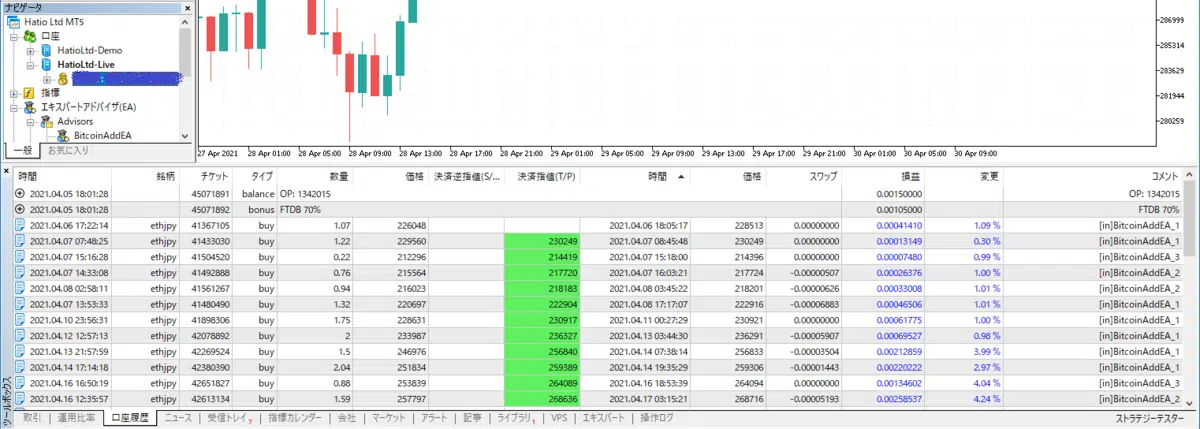 ナビゲータ ×
Hatio Ltd MT5
口座
HatioLtd-Demo
HatioLtd-Live
指標
エキスパートアドバイザ(EA)
Advisors
BitcoinAddEA
一般 お気に入り
286999
285314
283629
281944
280259
27 Apr 2021 28 Apr 01:00 28 Apr 05:00 28 Apr 09:00 28 Apr 13:00 28 Apr 17:00 28 Apr 21:00 29 Apr 01:00 29 Apr 05:00 29 Apr 09:00 29 Apr 13:00 29 Apr 17:00 29 Apr 21:00 30 Apr 01:00 30 Apr 05:00 30 Apr 09:00
時間 銘柄 チケット タイプ 数量 価格 決済逆指値(S/... 決済指値(T/P) 時間 価格 スワップ 損益 変更 コメント
2021.04.05 18:01:28 45071891 balance OP: 1342015 0.00150000 OP: 1342015
2021.04.05 18:01:28 45071892 bonus FTDB 70% 0.00105000 FTDB 70%
2021.04.06 17:22:14 ethjpy 41367105 buy 1.07 226048 2021.04.06 18:05:17 228513 0.00000000 0.00041410 1.09 % [in]BitcoinAddEA_1
2021.04.07 07:48:25 ethjpy 41433030 buy 1.22 229560 230249 2021.04.07 08:45:48 230249 0.00000000 0.00013149 0.30 % [in]BitcoinAddEA_1
2021.04.07 15:16:28 ethjpy 41504520 buy 0.22 212296 214419 2021.04.07 15:18:00 214396 0.00000000 0.00007480 0.99 % [in]BitcoinAddEA_3
2021.04.07 14:33:08 ethjpy 41492888 buy 0.76 215564 217720 2021.04.07 16:03:21 217724 -0.00000507 0.00026376 1.00 % [in]BitcoinAddEA_2
2021.04.08 02:58:11 ethjpy 41561267 buy 0.94 216023 218183 2021.04.08 03:45:22 218201 -0.00000626 0.00033008 1.01 % [in]BitcoinAddEA_2
2021.04.07 13:53:33 ethjpy 41480490 buy 1.32 220697 222904 2021.04.08 17:17:07 222916 -0.00006883 0.00046506 1.01 % [in]BitcoinAddEA_1
2021.04.10 23:56:31 ethjpy 41898306 buy 1.75 228631 230917 2021.04.11 00:27:29 230921 0.00000000 0.00061775 1.00 % [in]BitcoinAddEA_1
2021.04.12 12:57:13 ethjpy 42078892 buy 2 233987 236327 2021.04.13 03:44:30 236291 -0.00005907 0.00069527 0.98 % [in]BitcoinAddEA_1
2021.04.13 21:57:59 ethjpy 42269524 buy 1.5 246976 256840 2021.04.14 07:38:14 256833 -0.00003504 0.00212859 3.99 % [in]BitcoinAddEA_1
2021.04.14 17:14:18 ethjpy 42380390 buy 2.04 251834 259389 2021.04.14 19:35:29 259306 -0.00001443 0.00220222 2.97 % [in]BitcoinAddEA_1
2021.04.16 16:50:19 ethjpy 42651827 buy 0.88 253839 264089 2021.04.16 18:53:39 264094 0.00000000 0.00134602 4.04 % [in]BitcoinAddEA_3
2021.04.16 12:35:57 ethjpy 42613134 buy 1.59 257797 268636 2021.04.17 03:15:21 268716 -0.00005193 0.00258537 4.24 % [in]BitcoinAddEA_2
ツールボックス
取引 運用比率 口座履歴 ニュース 受信トレイ7 指標カレンダー 会社 マーケット アラート 記事 ライブラリ1 VPS エキスパート 操作ログ ストラテジーテスター